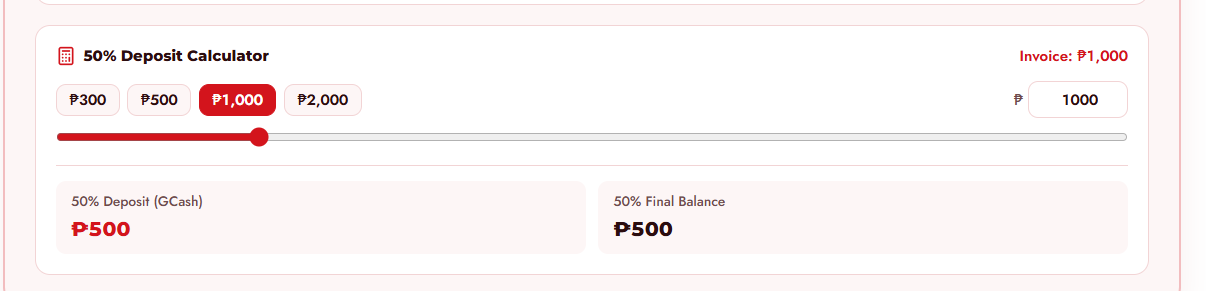 50% Deposit Calculator
Invoice: ₱1,000
₱300 ₱500 ₱1,000 ₱2,000
₱ 1000
50% Deposit (GCash)
₱500
50% Final Balance
₱500